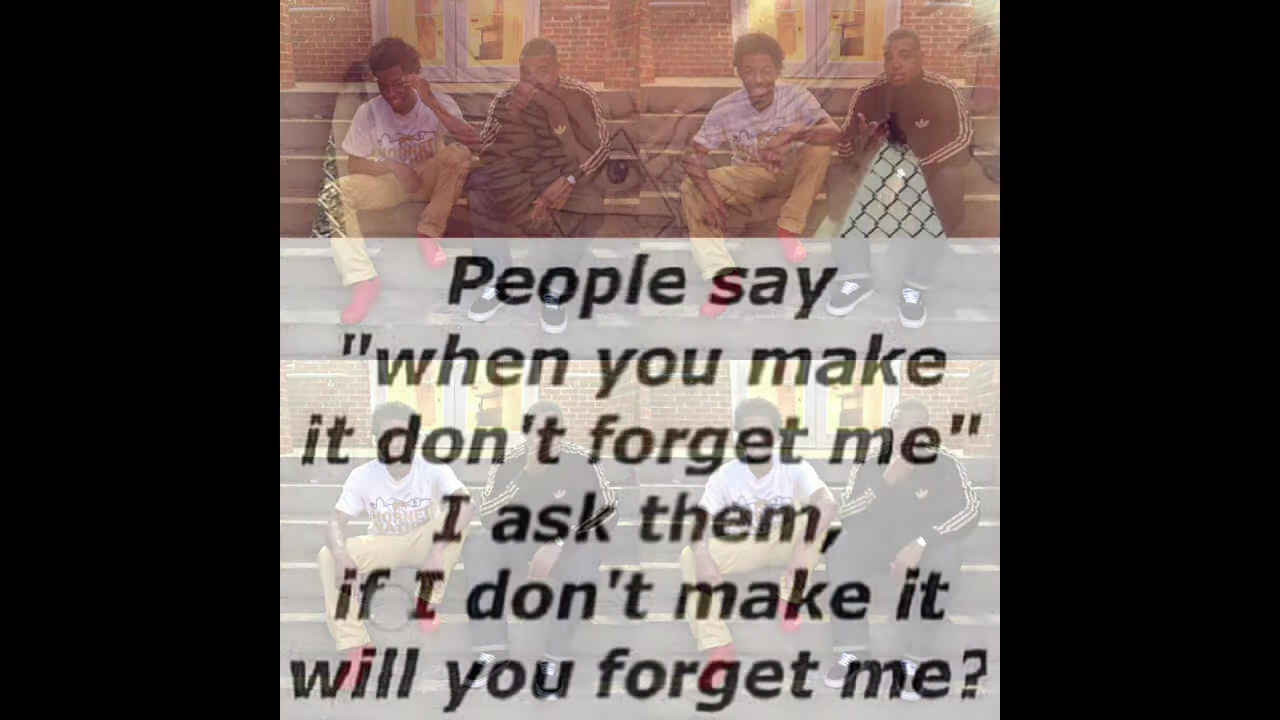 People say
"when you make
it don't forget me"
I ask them,
if I don't make it
will you forget me?